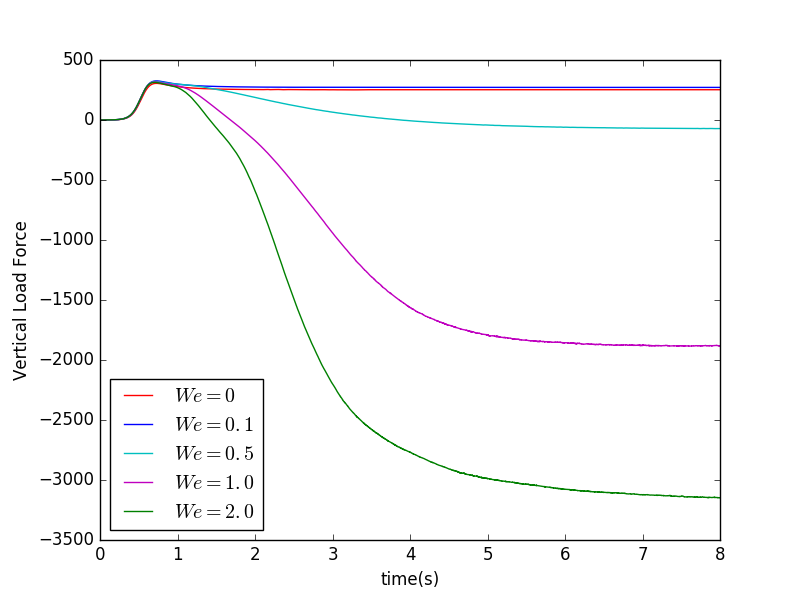 500
0
−500
−1000
−1500
−2000
−2500
−3000
−3500
Vertical Load Force
We = 0
We = 0.1
We = 0.5
We = 1.0
We = 2.0
0 1 2 3 4 5 6 7 8
time(s)